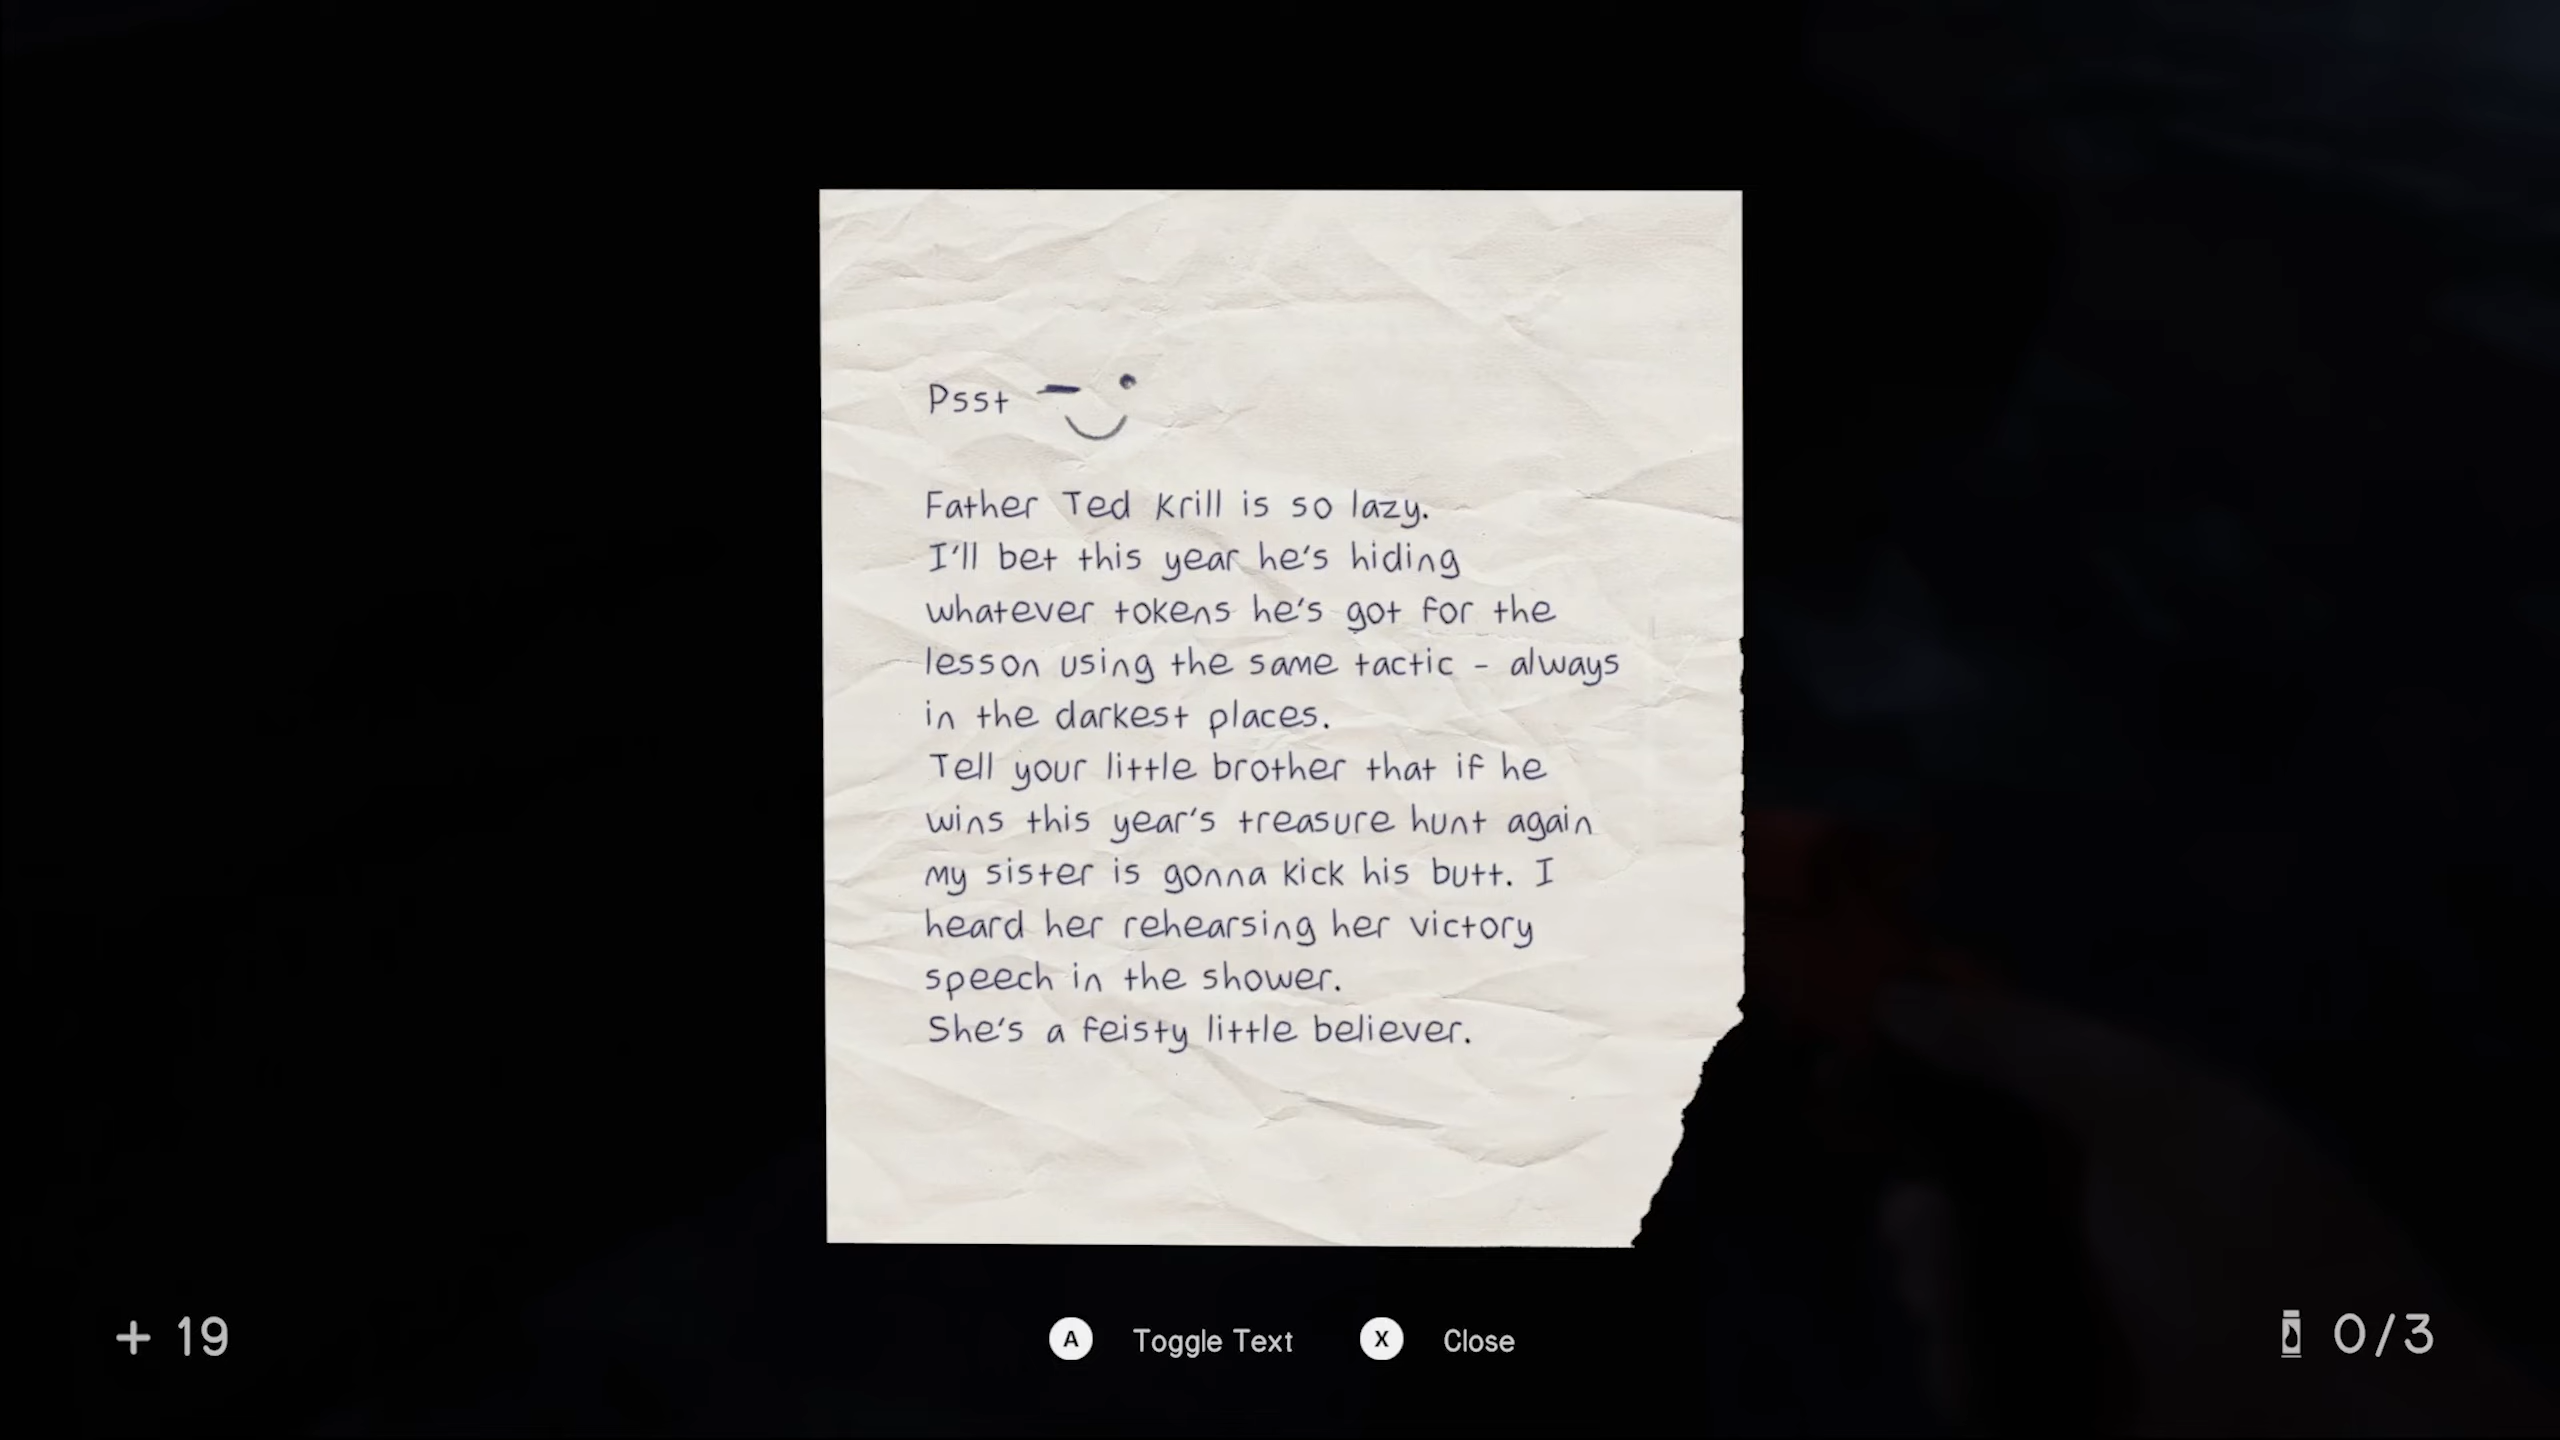 Psst
Father Ted Krill is so lazy.
I'll bet this year he's hiding
whatever tokens he's got for the
lesson using the same tactic - always
in the darkest places.
Tell your little brother that if he
wins this year's treasure hunt again
my sister is gonna kick his butt. I
heard her rehearsing her victory
speech in the shower.
She's a feisty little believer.
+ 19
A Toggle Text X Close
0/3